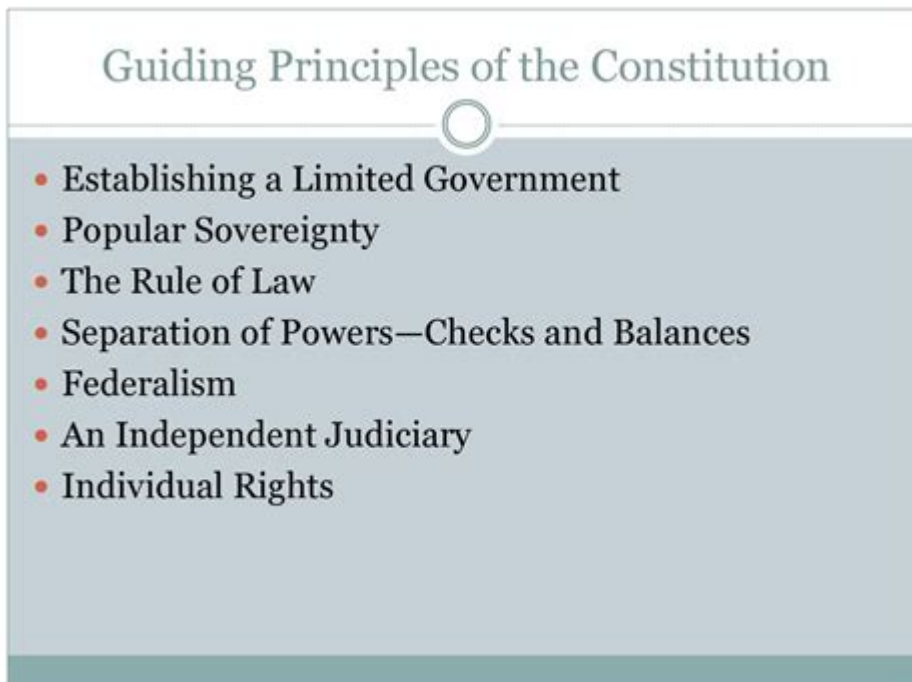 Guiding Principles of the Constitution
• Establishing a Limited Government
• Popular Sovereignty
• The Rule of Law
• Separation of Powers—Checks and Balances
• Federalism
• An Independent Judiciary
• Individual Rights